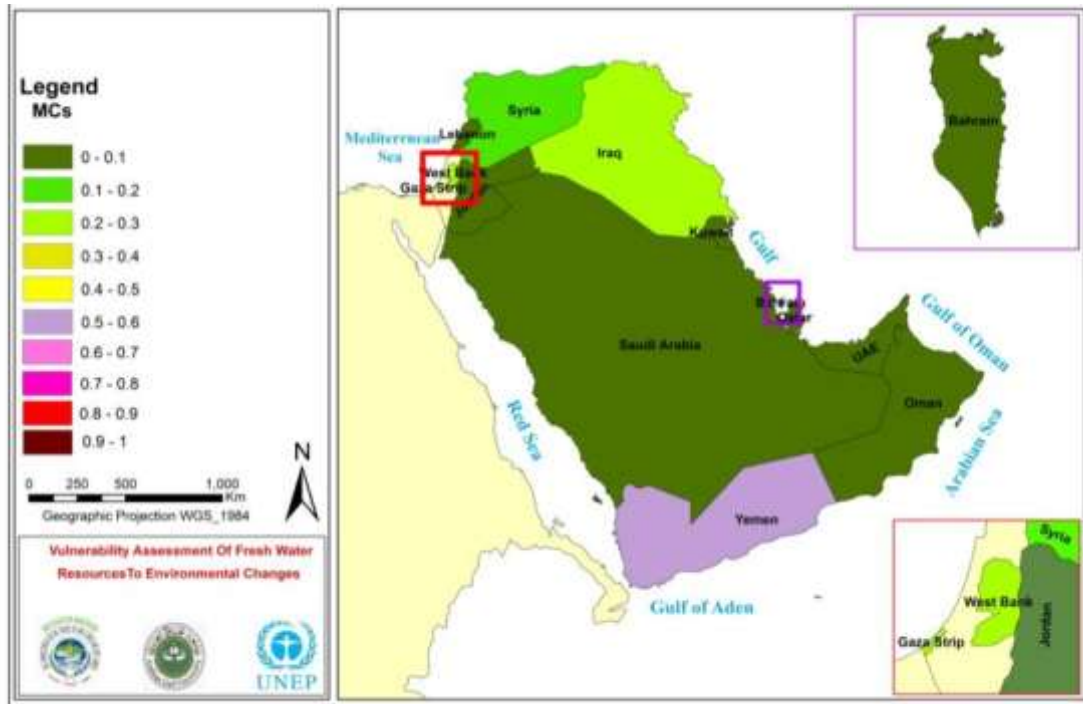 Legend
MCs
0 - 0.1
0.1 - 0.2
0.2 - 0.3
0.3 - 0.4
0.4 - 0.5
0.5 - 0.6
0.6 - 0.7
0.7 - 0.8
0.8 - 0.9
0.9 - 1
N
0 250 500 1,000
Km
Geographic Projection WGS_1984
Vulnerability Assessment Of Fresh Water
ResourcesTo Environmental Changes
UNEP
Syria
Lebanon
Mediterrnean
Sea
Iraq
West Bank
Gaza Strip
Kuwait
Gulf
Qatar
Saudi Arabia
UAE
Gulf of Oman
Oman
Red Sea
Arabian Sea
Yemen
Gulf of Aden
Bahrain
Syria
West Bank
Gaza Strip
Jordan